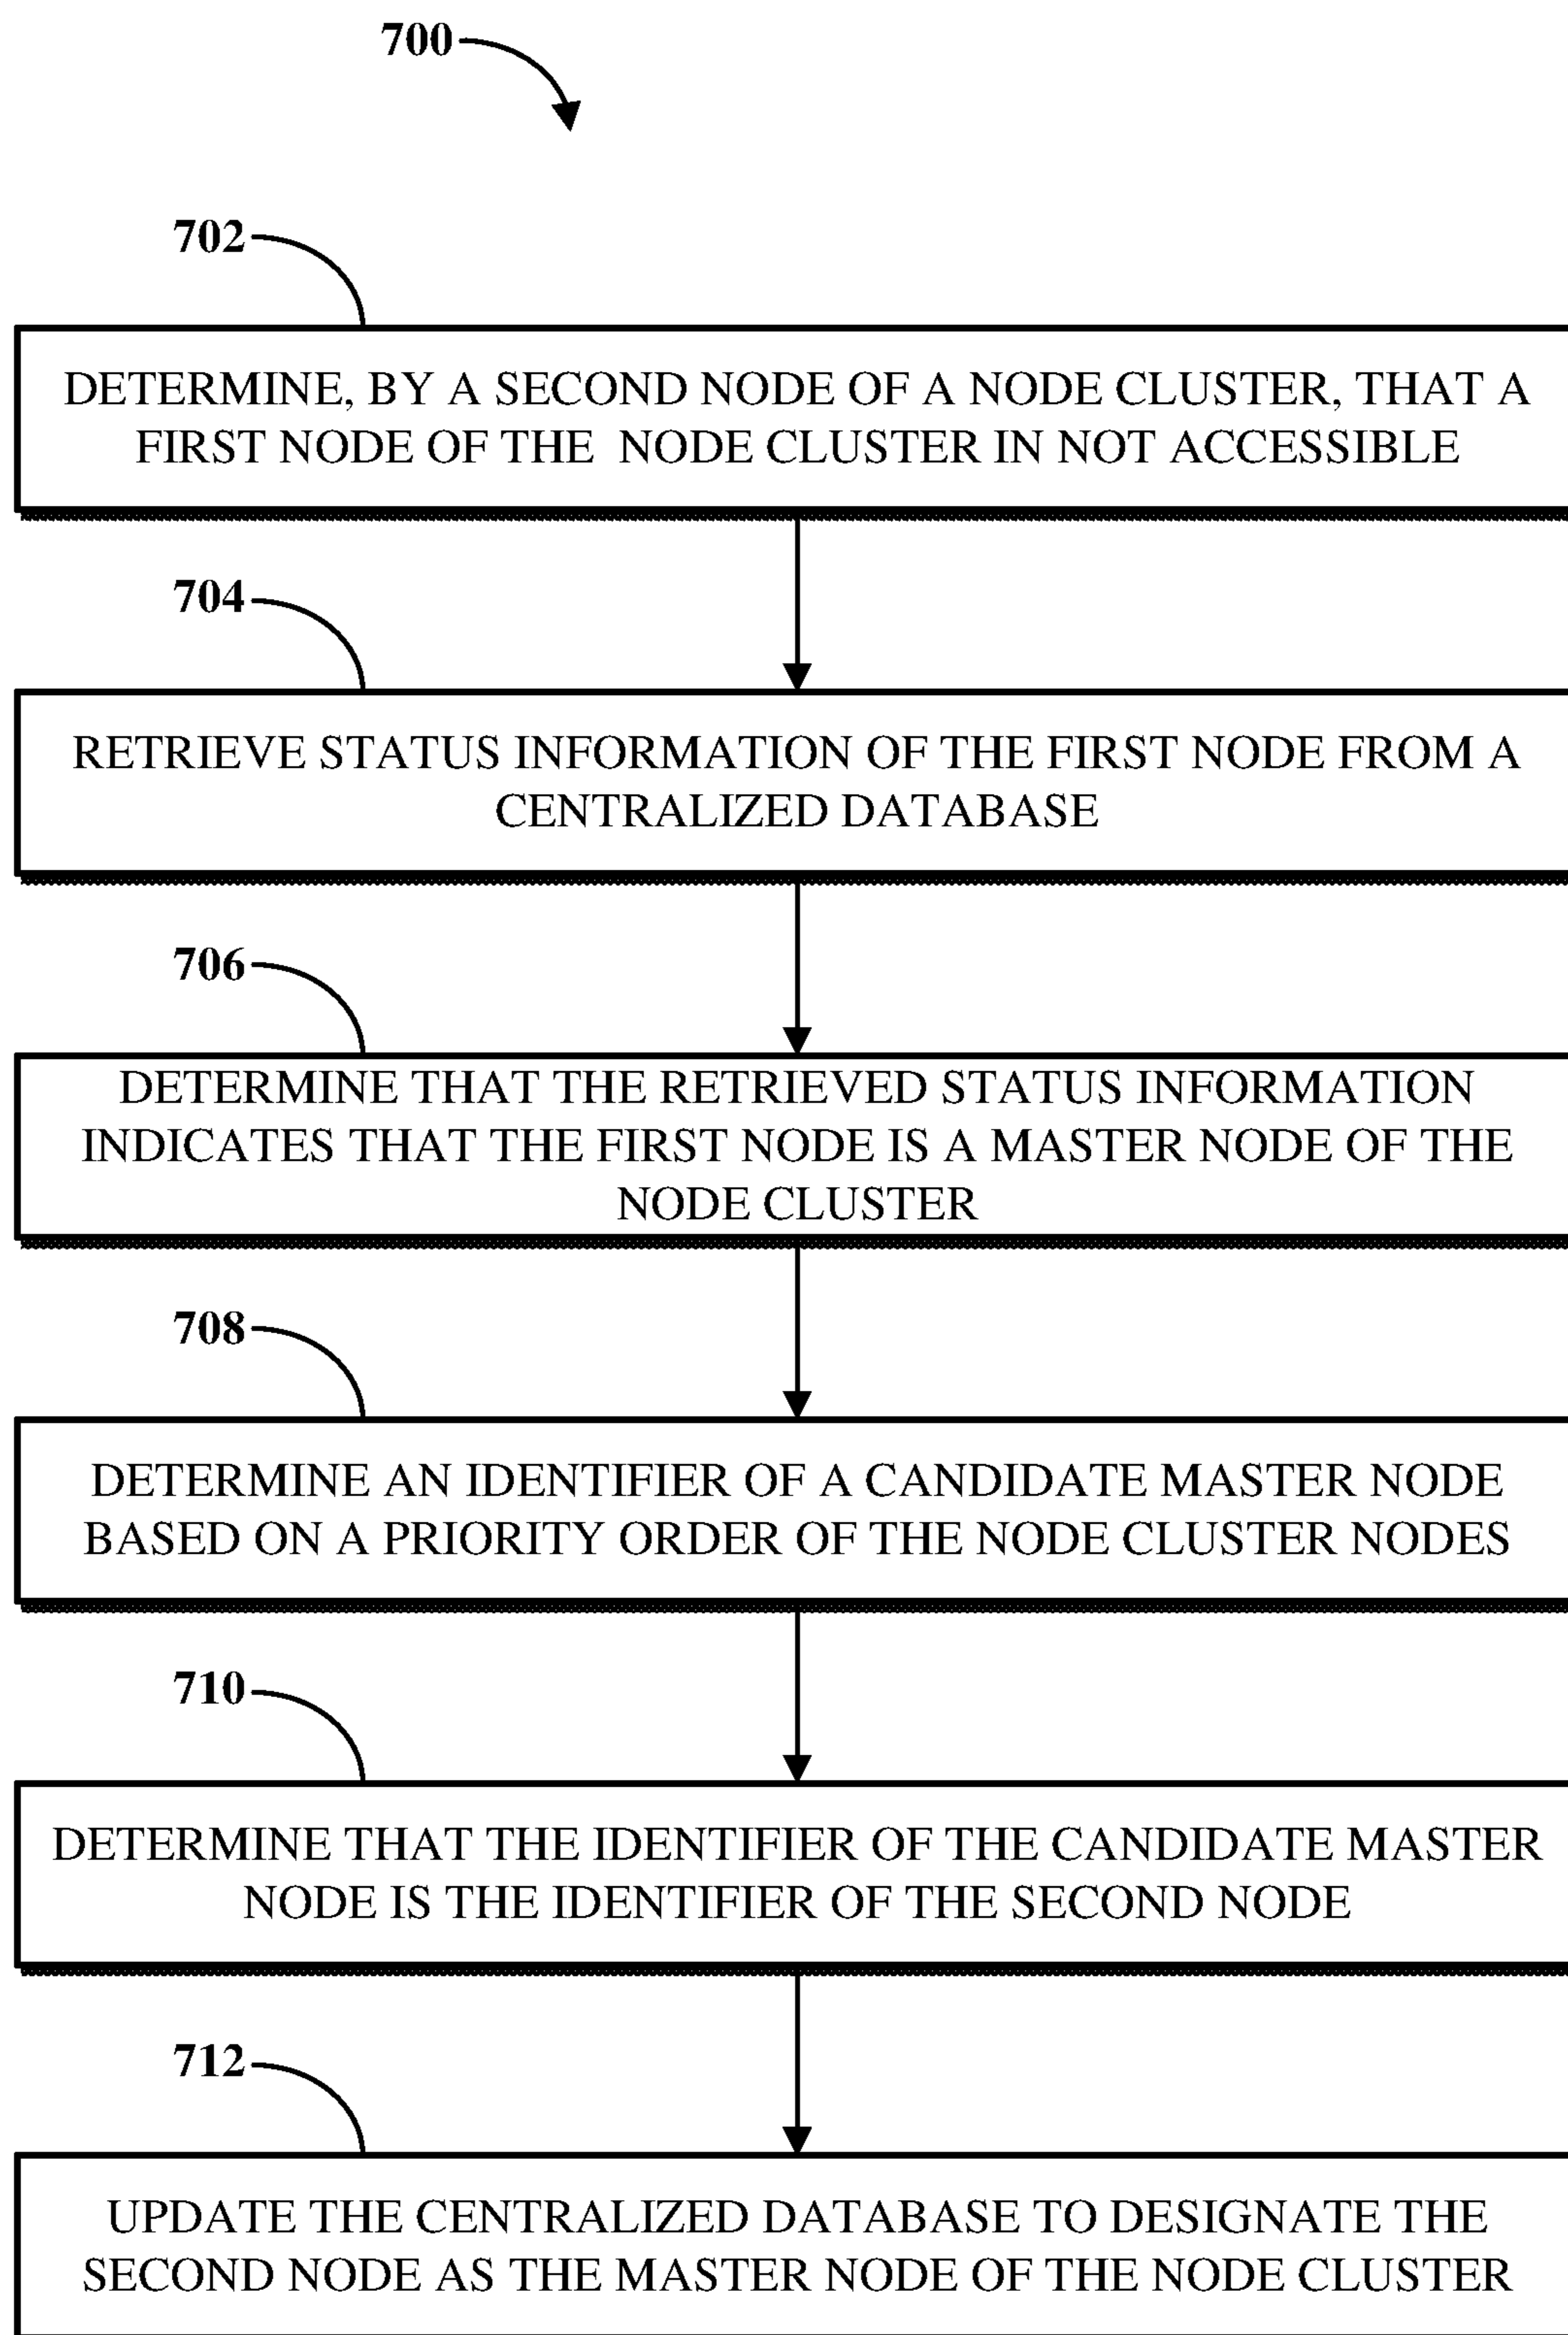 700
702
DETERMINE, BY A SECOND NODE OF A NODE CLUSTER, THAT A
FIRST NODE OF THE NODE CLUSTER IN NOT ACCESSIBLE
704
RETRIEVE STATUS INFORMATION OF THE FIRST NODE FROM A
CENTRALIZED DATABASE
706
DETERMINE THAT THE RETRIEVED STATUS INFORMATION
INDICATES THAT THE FIRST NODE IS A MASTER NODE OF THE
NODE CLUSTER
708
DETERMINE AN IDENTIFIER OF A CANDIDATE MASTER NODE
BASED ON A PRIORITY ORDER OF THE NODE CLUSTER NODES
710
DETERMINE THAT THE IDENTIFIER OF THE CANDIDATE MASTER
NODE IS THE IDENTIFIER OF THE SECOND NODE
712
UPDATE THE CENTRALIZED DATABASE TO DESIGNATE THE
SECOND NODE AS THE MASTER NODE OF THE NODE CLUSTER